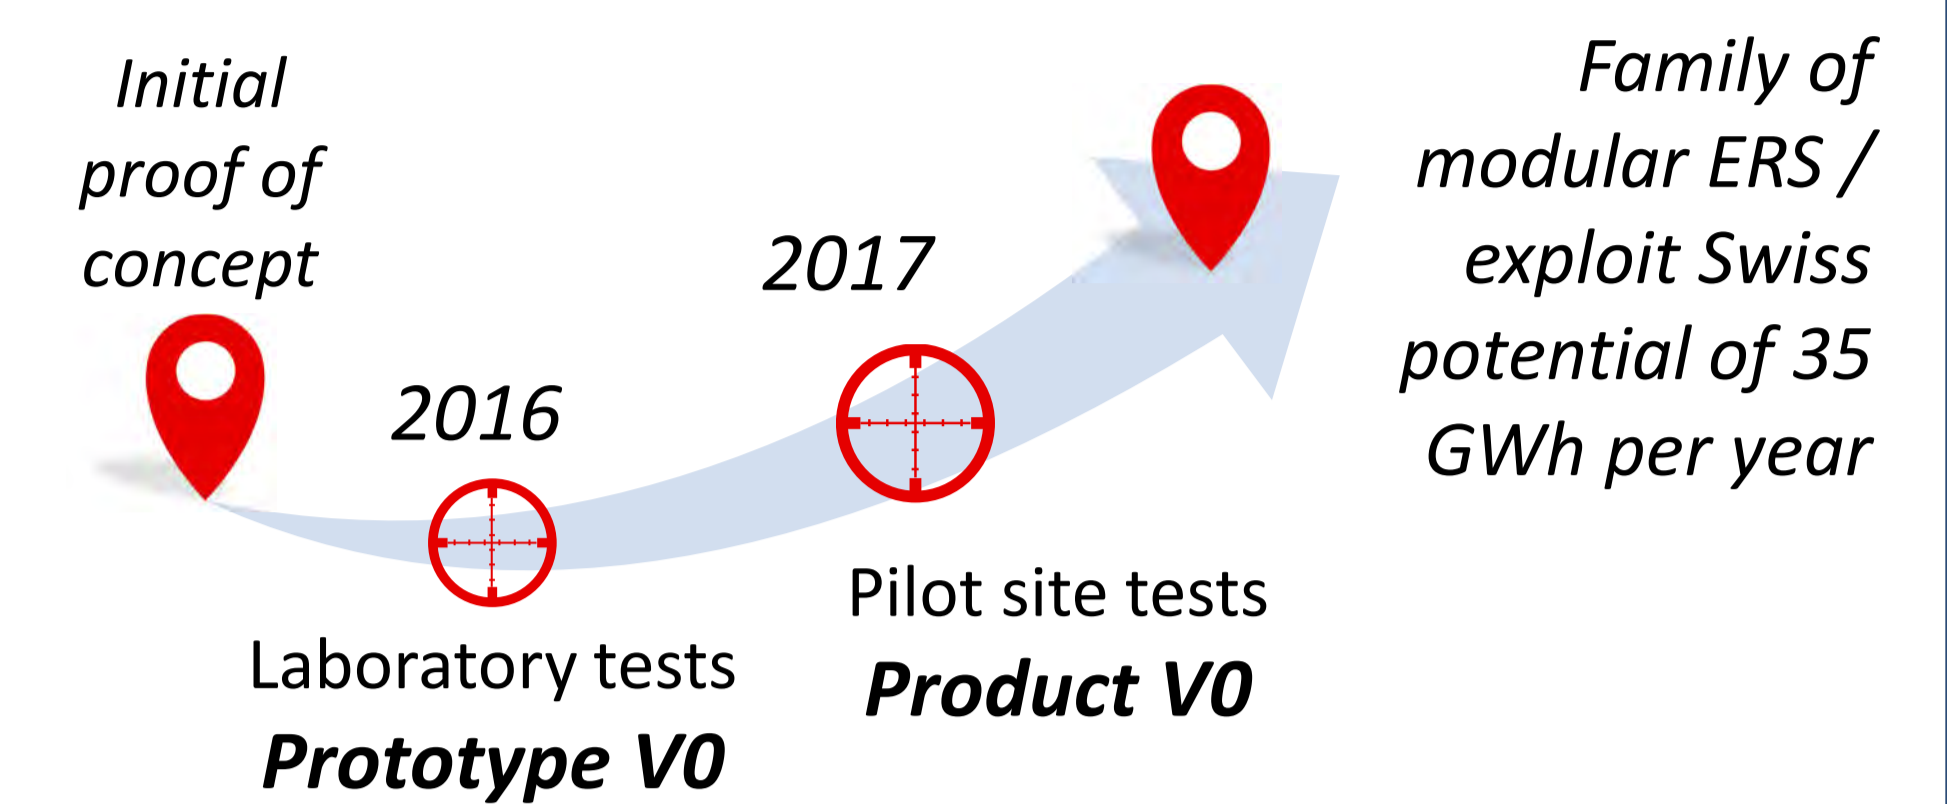 Initial
proof of
concept
2016
Laboratory tests
Prototype V0
2017
Pilot site tests
Product V0
Family of
modular ERS /
exploit Swiss
potential of 35
GWh per year